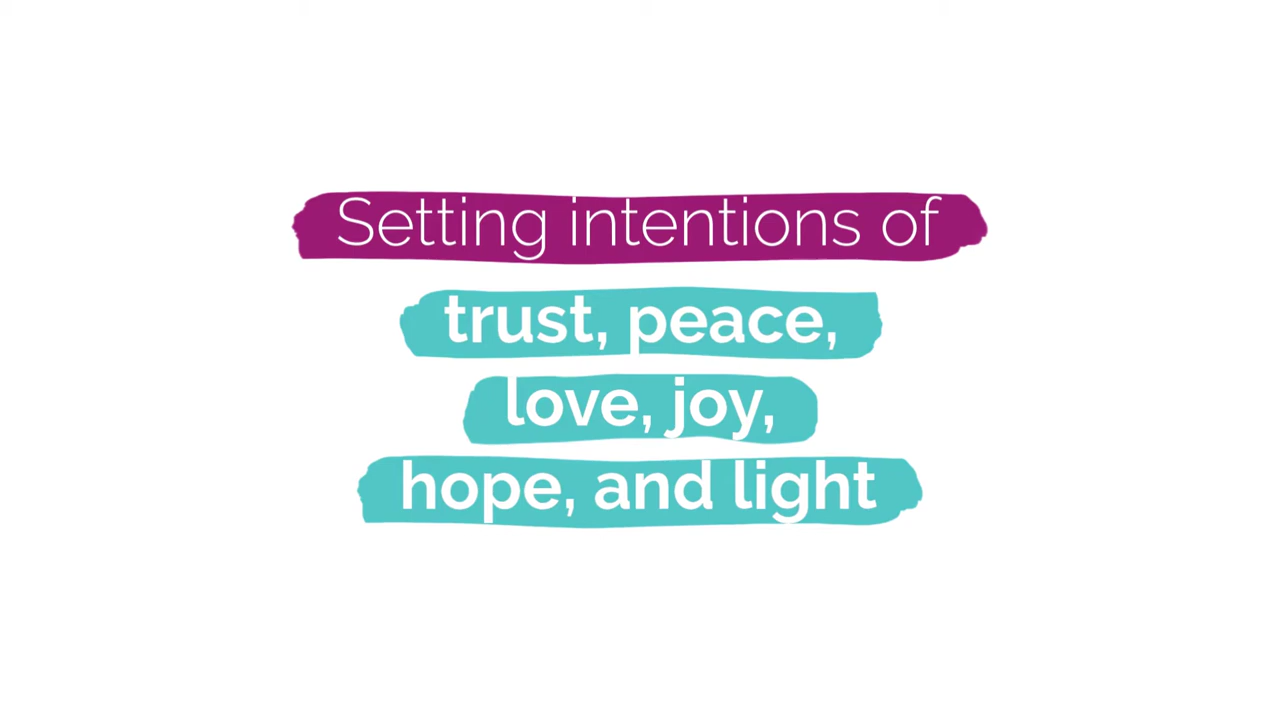 Setting intentions of
trust, peace,
love, joy,
hope, and light